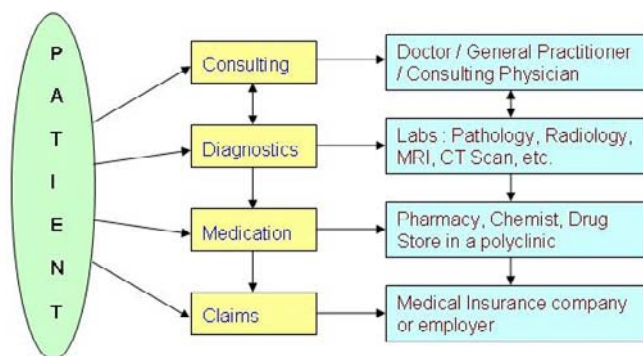 PATIENT
Consulting
Doctor / General Practitioner
/ Consulting Physician
Diagnostics
Labs : Pathology, Radiology,
MRI, CT Scan, etc.
Medication
Pharmacy, Chemist, Drug
Store in a polyclinic
Claims
Medical Insurance company
or employer